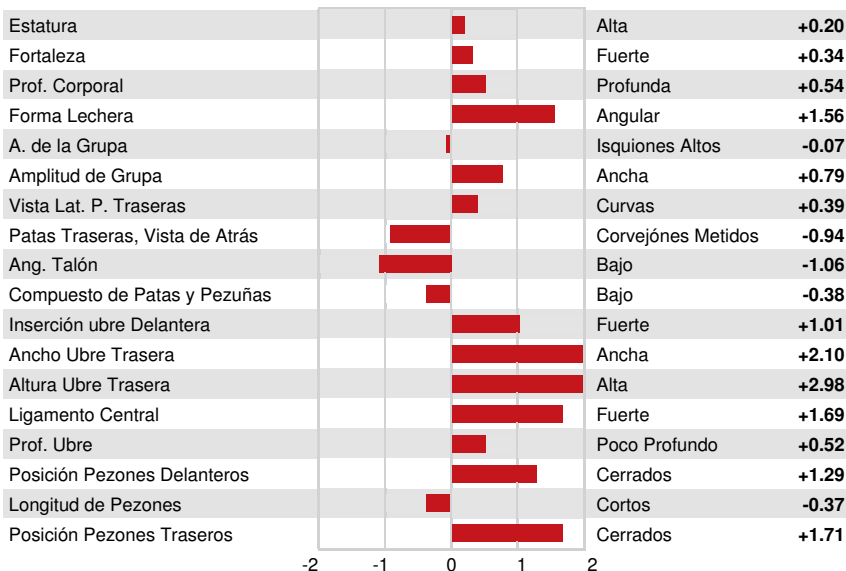 Estatura Alta +0.20
Fortaleza Fuerte +0.34
Prof. Corporal Profunda +0.54
Forma Lechera Angular +1.56
A. de la Grupa Isquiones Altos -0.07
Amplitud de Grupa Ancha +0.79
Vista Lat. P. Traseras Curvas +0.39
Patas Traseras, Vista de Atrás Corvejónes Metidos -0.94
Ang. Talón Bajo -1.06
Compuesto de Patas y Pezuñas Bajo -0.38
Inserción ubre Delantera Fuerte +1.01
Ancho Ubre Trasera Ancha +2.10
Altura Ubre Trasera Alta +2.98
Ligamento Central Fuerte +1.69
Prof. Ubre Poco Profundo +0.52
Posición Pezones Delanteros Cerrados +1.29
Longitud de Pezones Cortos -0.37
Posición Pezones Traseros Cerrados +1.71
-2 -1 0 1 2